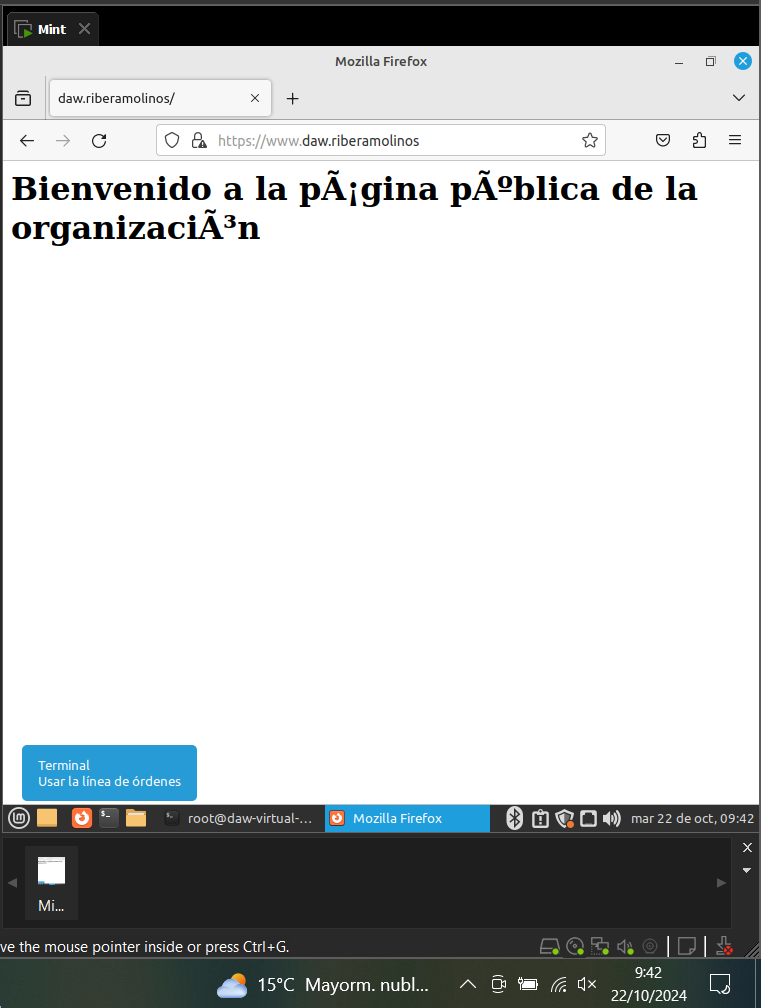 Mint
Mozilla Firefox
daw.riberamolinos/
https://www.daw.riberamolinos
Bienvenido a la pÃ¡gina pÃºblica de la
organizaciÃ³n
Terminal
Usar la línea de órdenes
root@daw-virtual-...
Mozilla Firefox
mar 22 de oct, 09:42
Mi...
ve the mouse pointer inside or press Ctrl+G.
15°C Mayorm. nubl...
9:42
22/10/2024